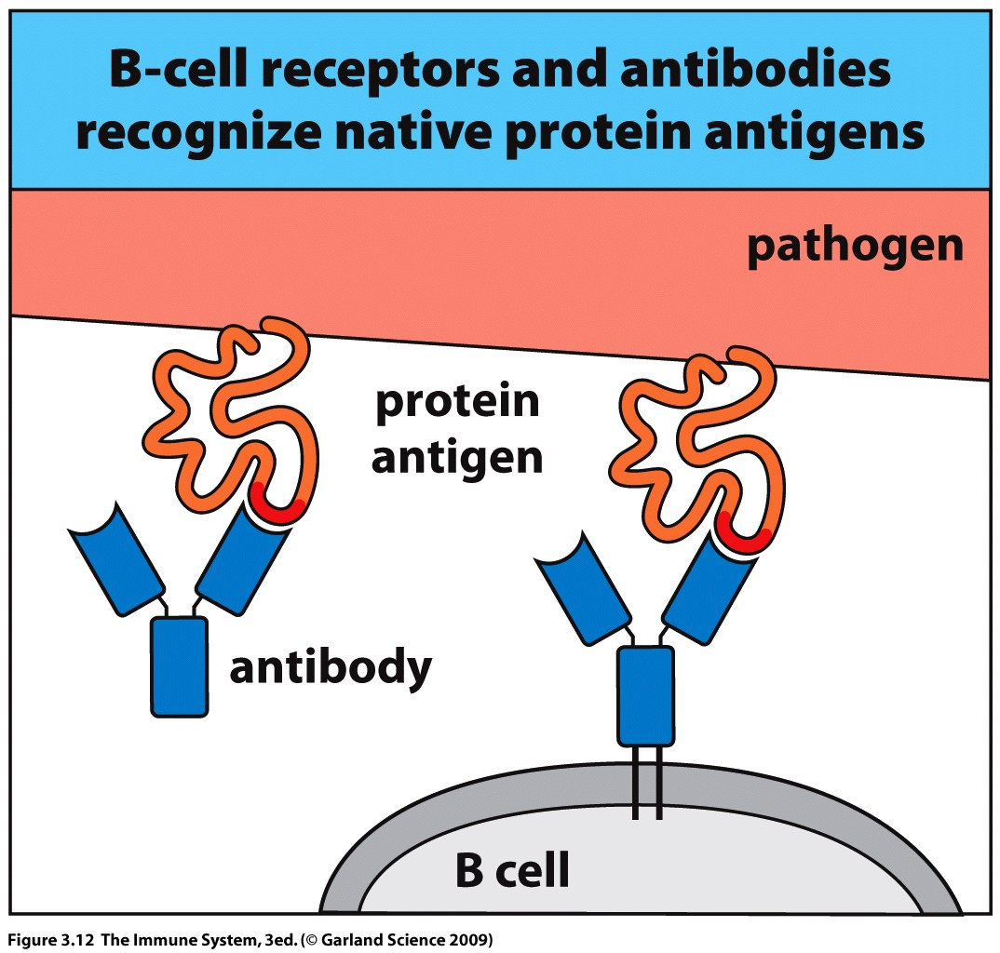 B-cell receptors and antibodies
recognize native protein antigens
pathogen
protein
antigen
antibody
B cell
Figure 3.12 The Immune System, 3ed. (© Garland Science 2009)